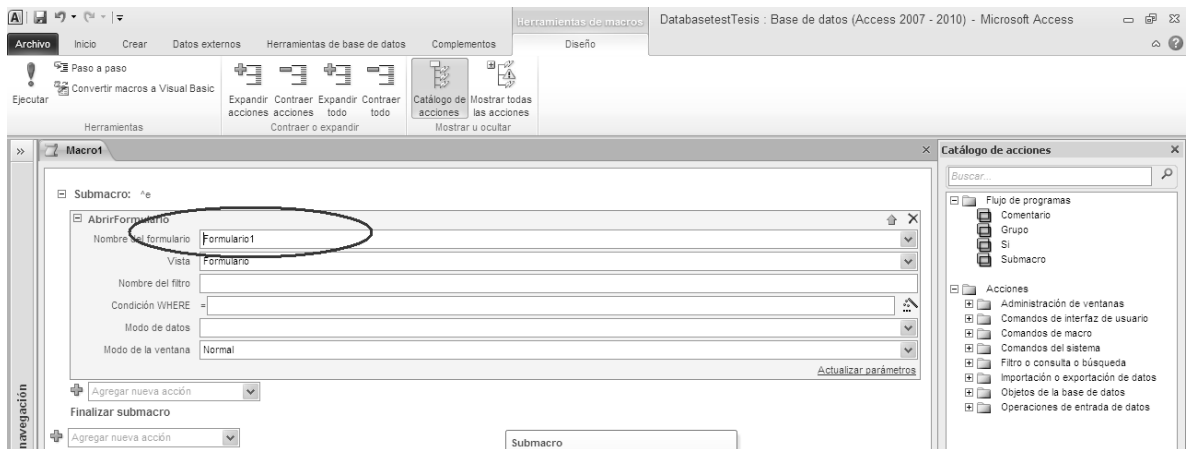 Herramientas de macros
DatabasetestTesis : Base de datos (Access 2007 - 2010) - Microsoft Access
Archivo Inicio Crear Datos externos Herramientas de base de datos Complementos Diseño
Ejecutar
Paso a paso
Convertir macros a Visual Basic
Herramientas
Expandir acciones
Contraer acciones
Expandir todo
Contraer todo
Contraer o expandir
Catálogo de acciones
Mostrar todas las acciones
Mostrar u ocultar
Macro1
Submacro: ^e
AbrirFormulario
Nombre del formulario Formulario1
Vista Formulario
Nombre del filtro
Condición WHERE =
Modo de datos
Modo de la ventana Normal
Actualizar parámetros
Agregar nueva acción
Finalizar submacro
Agregar nueva acción
Submacro
navegación
Catálogo de acciones
Buscar...
Flujo de programas
Comentario
Grupo
Si
Submacro
Acciones
Administración de ventanas
Comandos de interfaz de usuario
Comandos de macro
Comandos del sistema
Filtro o consulta o búsqueda
Importación o exportación de datos
Objetos de la base de datos
Operaciones de entrada de datos